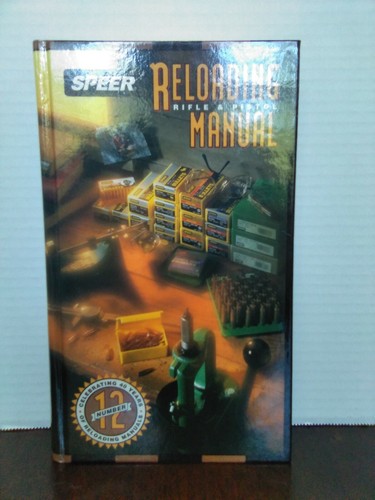 SPEER
RELOADING
RIFLE & PISTOL
MANUAL
CELEBRATING 40 YEARS
NUMBER
12
OF RELOADING MANUALS